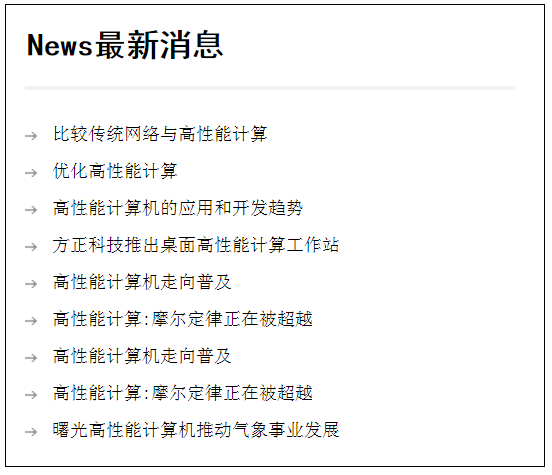 News最新消息
比较传统网络与高性能计算
优化高性能计算
高性能计算机的应用和开发趋势
方正科技推出桌面高性能计算工作站
高性能计算机走向普及
高性能计算:摩尔定律正在被超越
高性能计算机走向普及
高性能计算:摩尔定律正在被超越
曙光高性能计算机推动气象事业发展